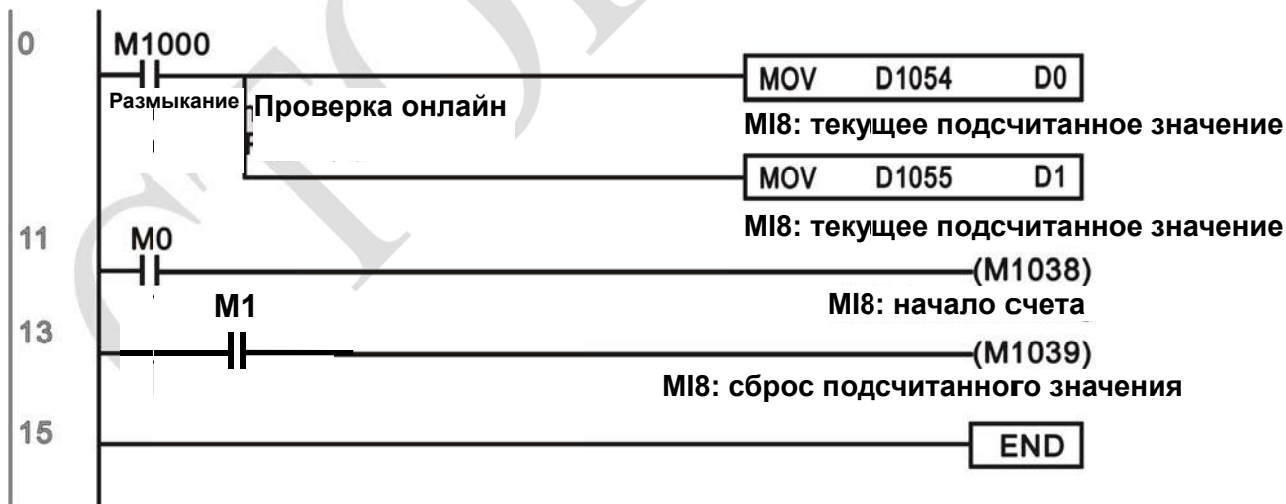 0
M1000
MOV D1054 D0
Размыкание
Проверка онлайн
MI8: текущее подсчитанное значение
MOV D1055 D1
MI8: текущее подсчитанное значение
11
M0
(M1038)
MI8: начало счета
M1
13
(M1039)
MI8: сброс подсчитанного значения
15
END